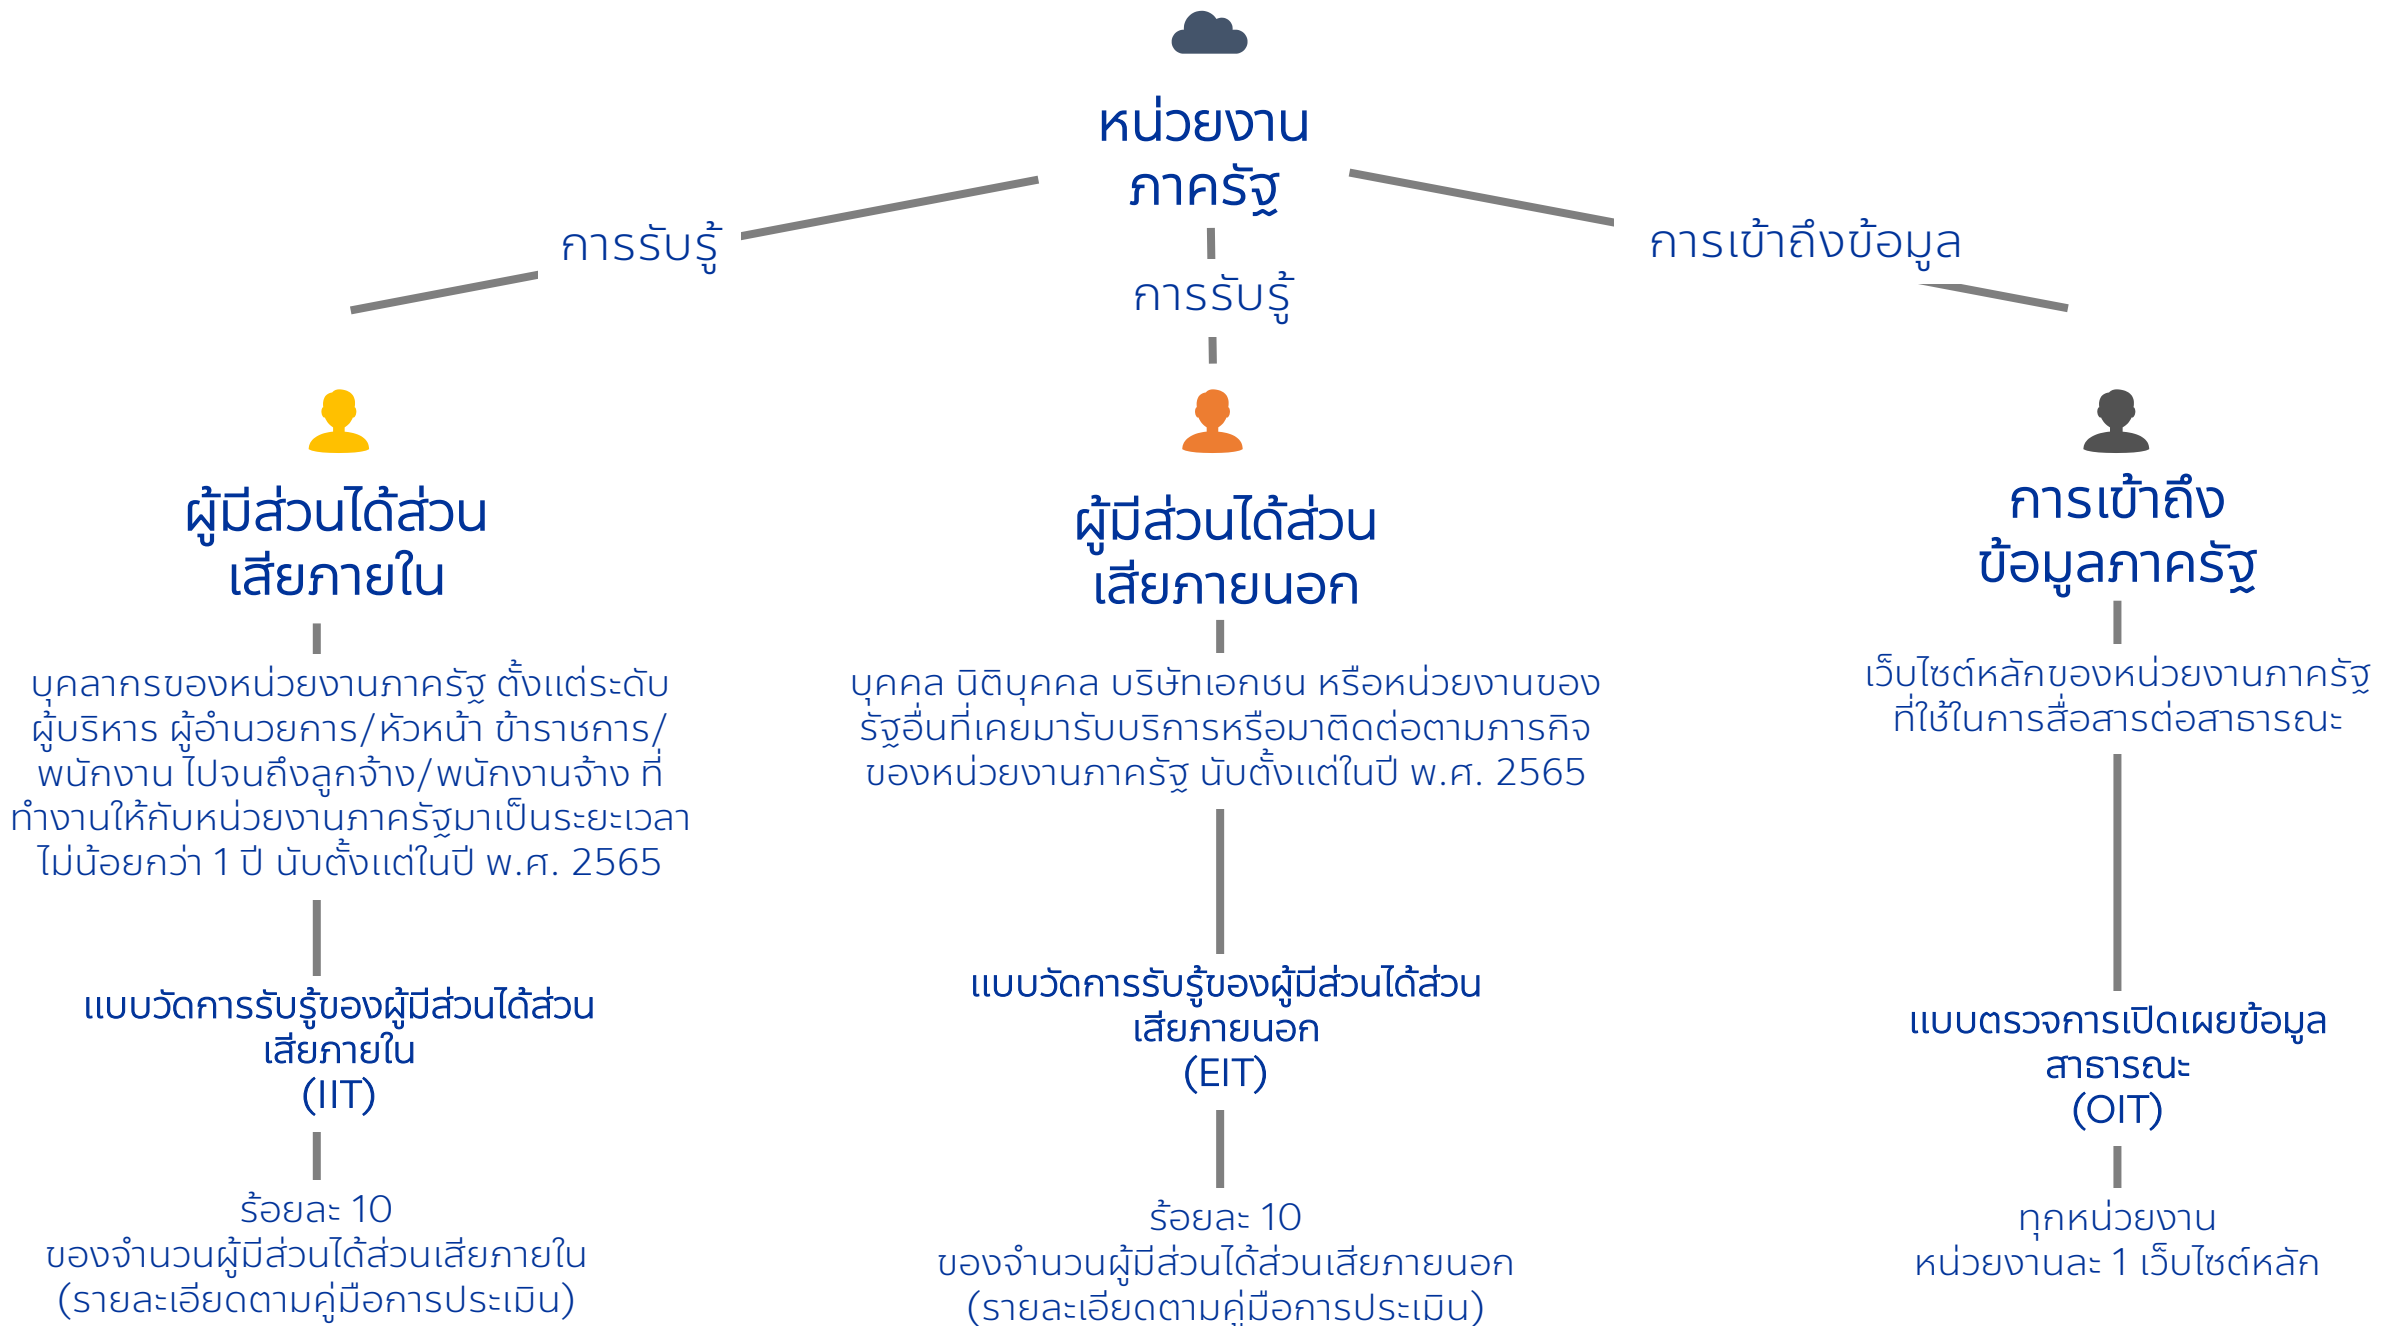 หน่วยงาน
ภาครัฐ
การรับรู้
การรับรู้
การเข้าถึงข้อมูล
ผู้มีส่วนได้ส่วน
เสียภายใน
บุคลากรของหน่วยงานภาครัฐ ตั้งแต่ระดับ
ผู้บริหาร ผู้อำนวยการ/หัวหน้า ข้าราชการ/
พนักงาน ไปจนถึงลูกจ้าง/พนักงานจ้าง ที่
ทำงานให้กับหน่วยงานภาครัฐมาเป็นระยะเวลา
ไม่น้อยกว่า 1 ปี นับตั้งแต่ในปี พ.ศ. 2565
แบบวัดการรับรู้ของผู้มีส่วนได้ส่วน
เสียภายใน
(IIT)
ร้อยละ 10
ของจำนวนผู้มีส่วนได้ส่วนเสียภายใน
(รายละเอียดตามคู่มือการประเมิน)
ผู้มีส่วนได้ส่วน
เสียภายนอก
บุคคล นิติบุคคล บริษัทเอกชน หรือหน่วยงานของ
รัฐอื่นที่เคยมารับบริการหรือมาติดต่อตามภารกิจ
ของหน่วยงานภาครัฐ นับตั้งแต่ในปี พ.ศ. 2565
แบบวัดการรับรู้ของผู้มีส่วนได้ส่วน
เสียภายนอก
(EIT)
ร้อยละ 10
ของจำนวนผู้มีส่วนได้ส่วนเสียภายนอก
(รายละเอียดตามคู่มือการประเมิน)
การเข้าถึง
ข้อมูลภาครัฐ
เว็บไซต์หลักของหน่วยงานภาครัฐ
ที่ใช้ในการสื่อสารต่อสาธารณะ
แบบตรวจการเปิดเผยข้อมูล
สาธารณะ
(OIT)
ทุกหน่วยงาน
หน่วยงานละ 1 เว็บไซต์หลัก